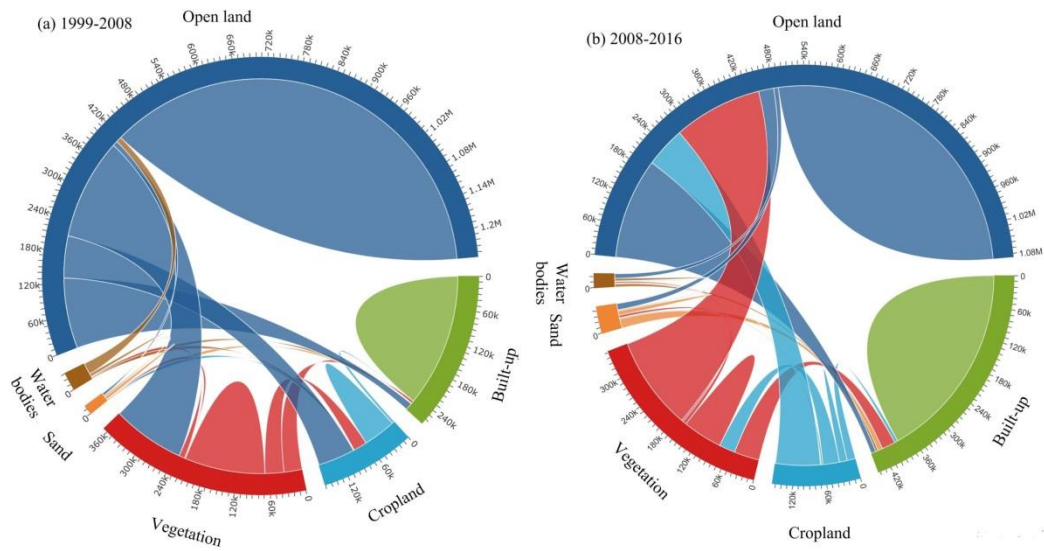 (a) 1999-2008
Open land
0
60k
120k
180k
240k
300k
360k
420k
480k
540k
600k
660k
720k
780k
840k
900k
960k
1.02M
1.08M
1.14M
1.2M
Built-up
0
60k
120k
180k
240k
Cropland
0
60k
120k
Vegetation
0
60k
120k
180k
240k
300k
360k
Sand
0
Water
bodies
0
(b) 2008-2016
Open land
0
60k
120k
180k
240k
300k
360k
420k
480k
540k
600k
660k
720k
780k
840k
900k
960k
1.02M
1.08M
Built-up
0
60k
120k
180k
240k
300k
360k
420k
Cropland
0
60k
120k
Vegetation
0
60k
120k
180k
240k
300k
Sand
0
Water
bodies
0